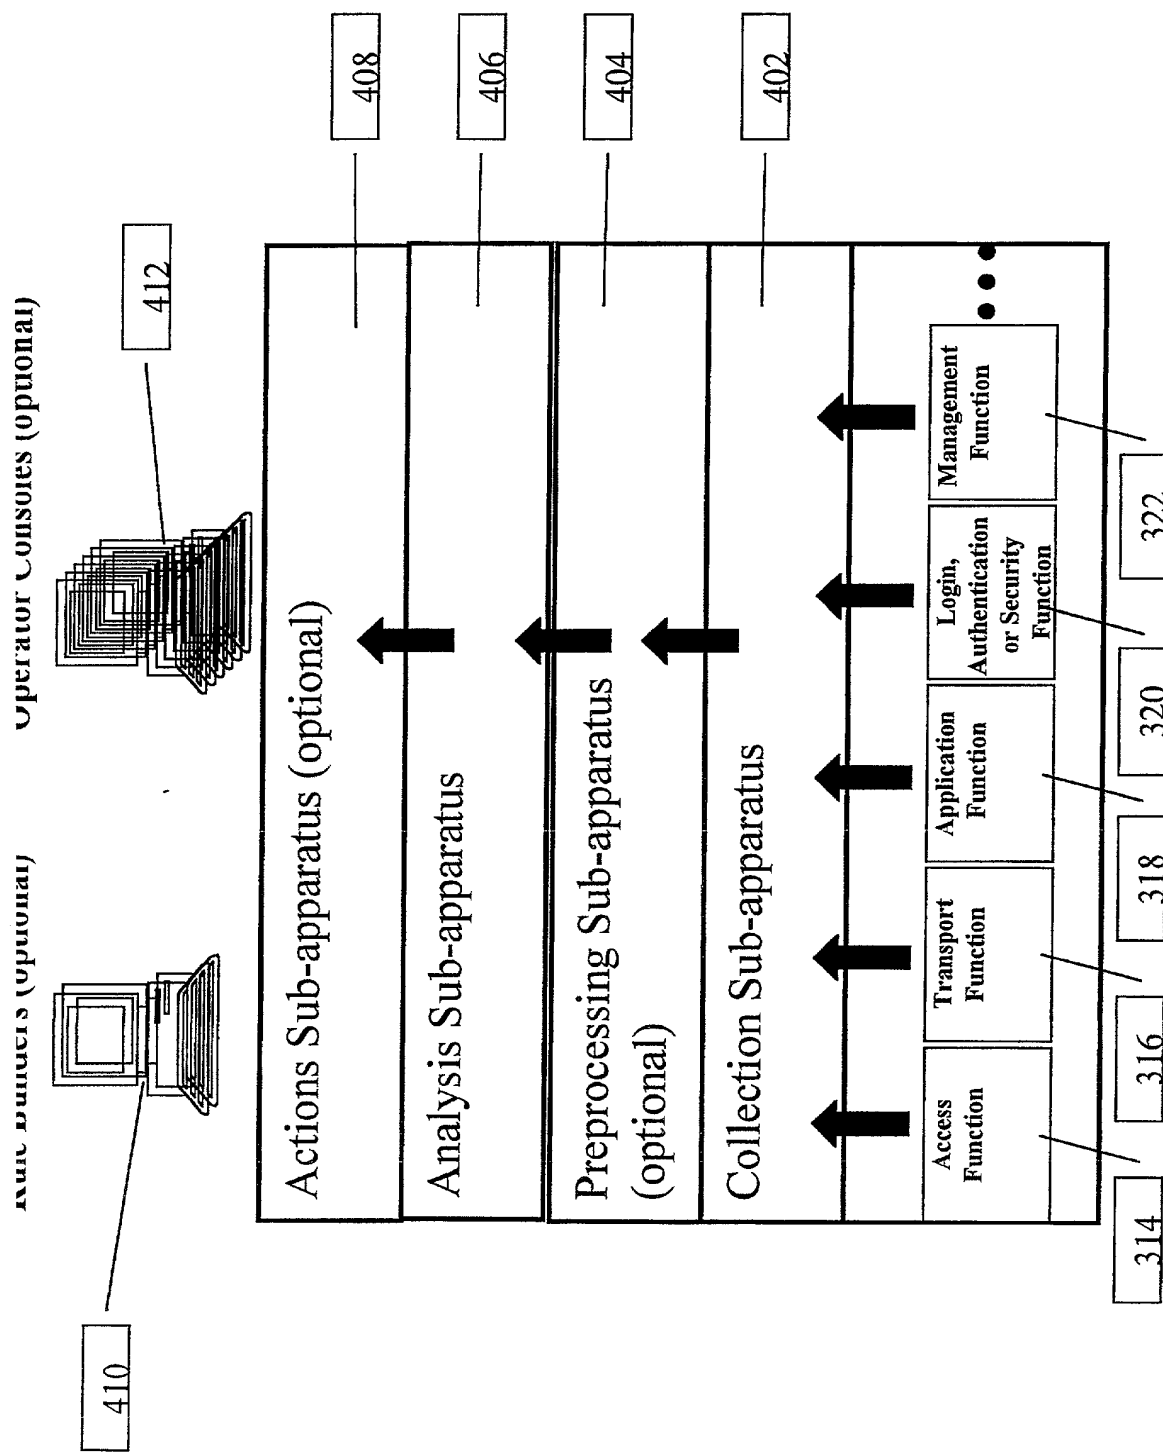 Rule Builders (optional)
Operator Consoles (optional)
410
412
Actions Sub-apparatus (optional)
408
Analysis Sub-apparatus
406
Preprocessing Sub-apparatus
(optional)
404
Collection Sub-apparatus
402
Access
Function
Transport
Function
Application
Function
Login,
Authentication
or Security
Function
Management
Function
314
316
318
320
322